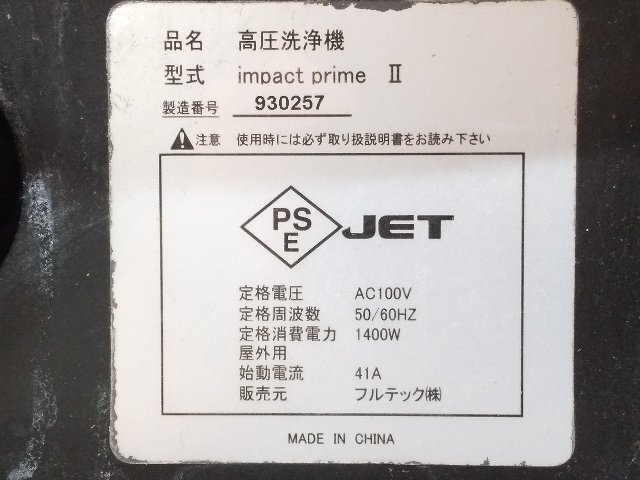 品名 高圧洗浄機
型式 impact prime Ⅱ
製造番号 930257
注意 使用時には必ず取り扱説明書をお読み下さい
PS
E
JET
定格電圧 AC100V
定格周波数 50/60HZ
定格消費電力 1400W
屋外用
始動電流 41A
販売元 フルテック㈱
MADE IN CHINA